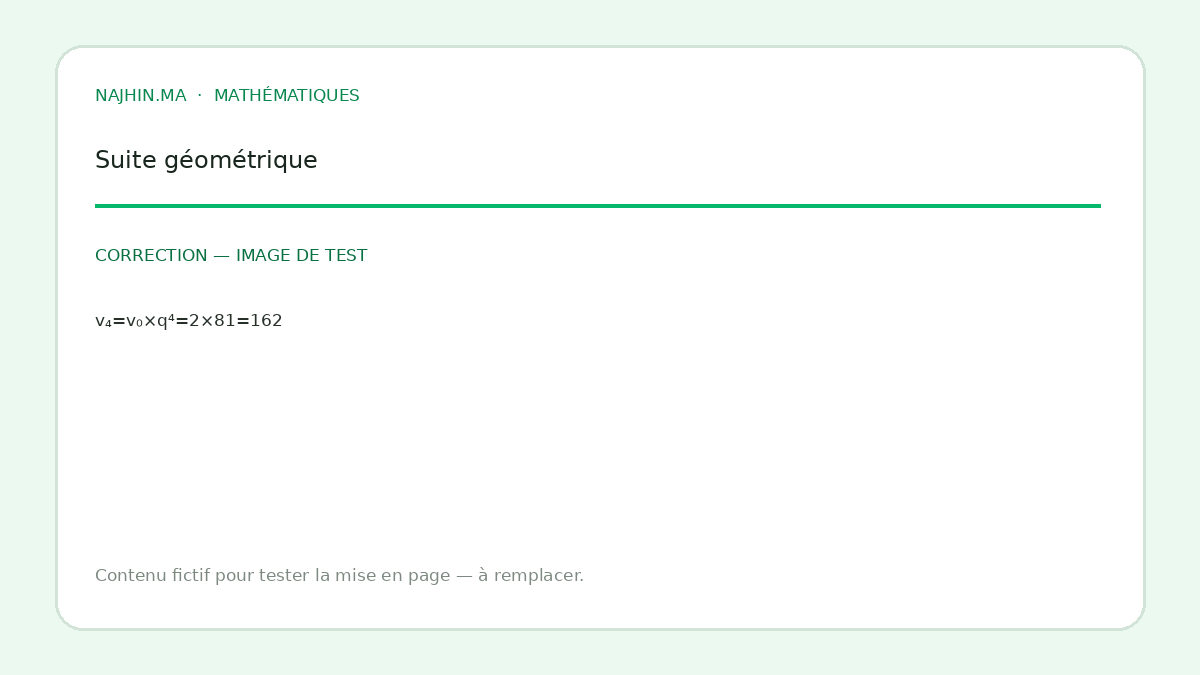 NAJHIN.MA · MATHÉMATIQUES
Suite géométrique
CORRECTION — IMAGE DE TEST
v₄=v₀×q⁴=2×81=162
Contenu fictif pour tester la mise en page — à remplacer.